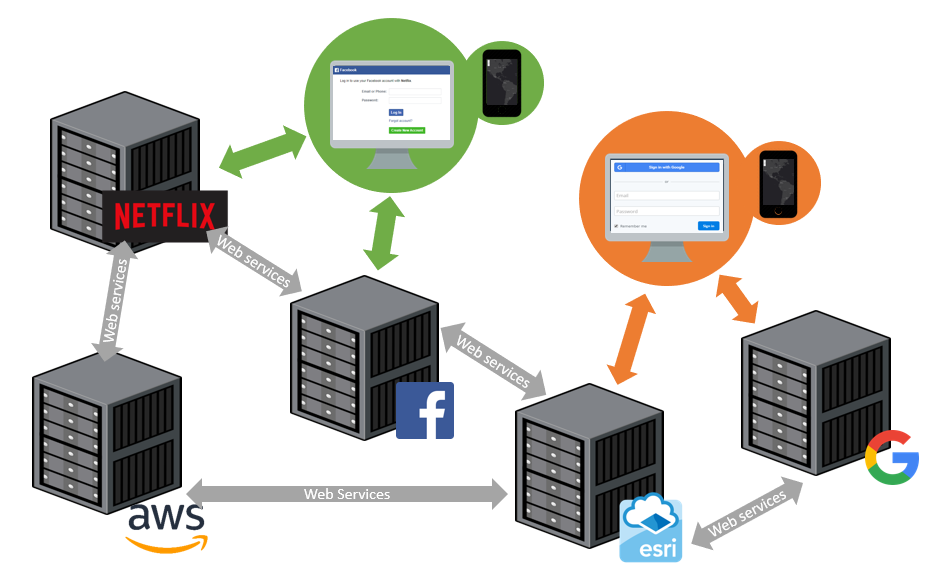 Facebook
Log in to use your Facebook account with Netflix
Email or Phone:
Password:
Log In
Forgot account?
Create New Account
G
Sign in with Google
or
Email
Password
Remember me
Sign in
NETFLIX
Web services
Web services
Web services
f
Web Services
aws
esri
Web services
G